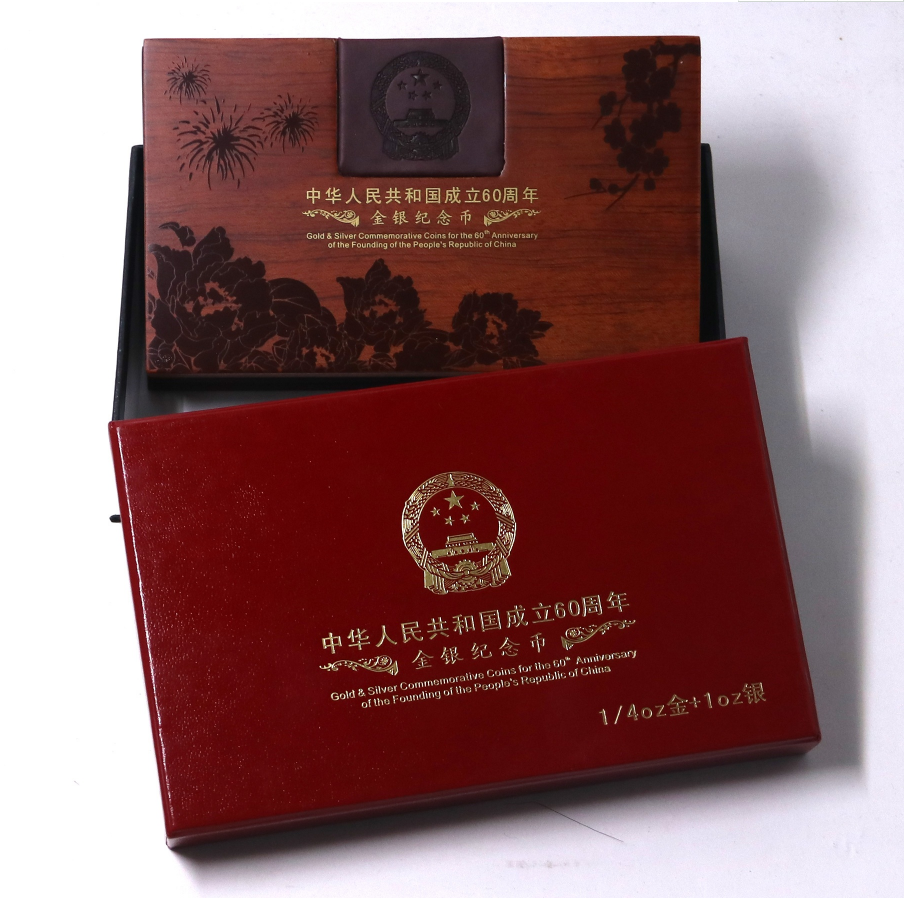 中华人民共和国成立60周年
金银纪念币
Gold & Silver Commemorative Coins for the 60th Anniversary
of the Founding of the People's Republic of China
中华人民共和国成立60周年
金银纪念币
Gold & Silver Commemorative Coins for the 60th Anniversary
of the Founding of the People's Republic of China
1/4oz金+1oz银